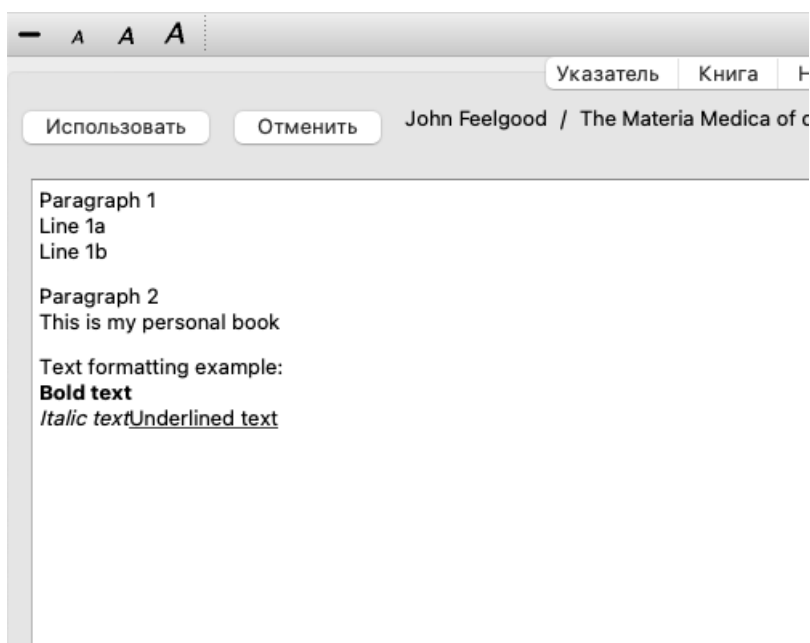 A A A
Указатель Книга
Использовать Отменить John Feelgood / The Materia Medica of
Paragraph 1
Line 1a
Line 1b
Paragraph 2
This is my personal book
Text formatting example:
Bold text
Italic textUnderlined text